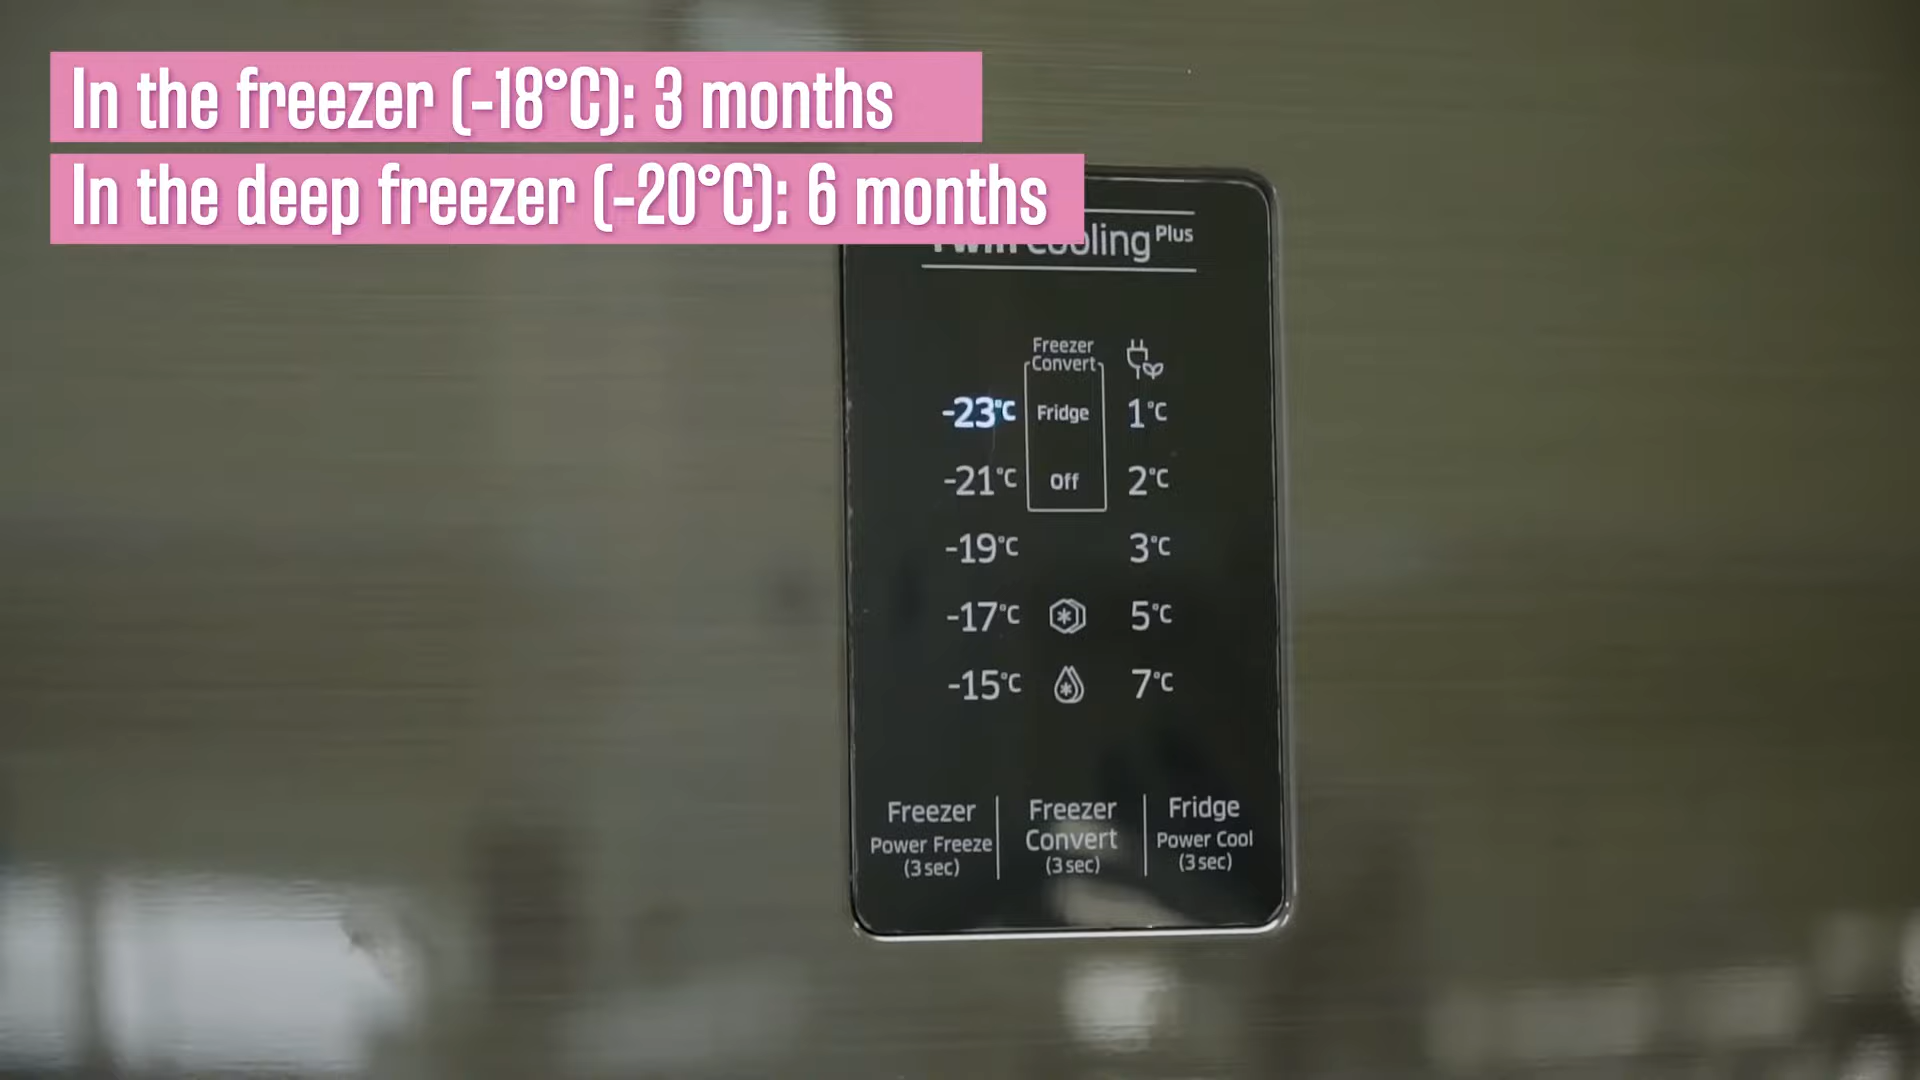 In the freezer (-18°C): 3 months
In the deep freezer (-20°C): 6 months
Cooling Plus
Freezer
Convert
-23°C Fridge 1°C
-21°C Off 2°C
-19°C 3°C
-17°C 5°C
-15°C 7°C
Freezer
Power Freeze
(3 sec)
Freezer
Convert
(3 sec)
Fridge
Power Cool
(3 sec)